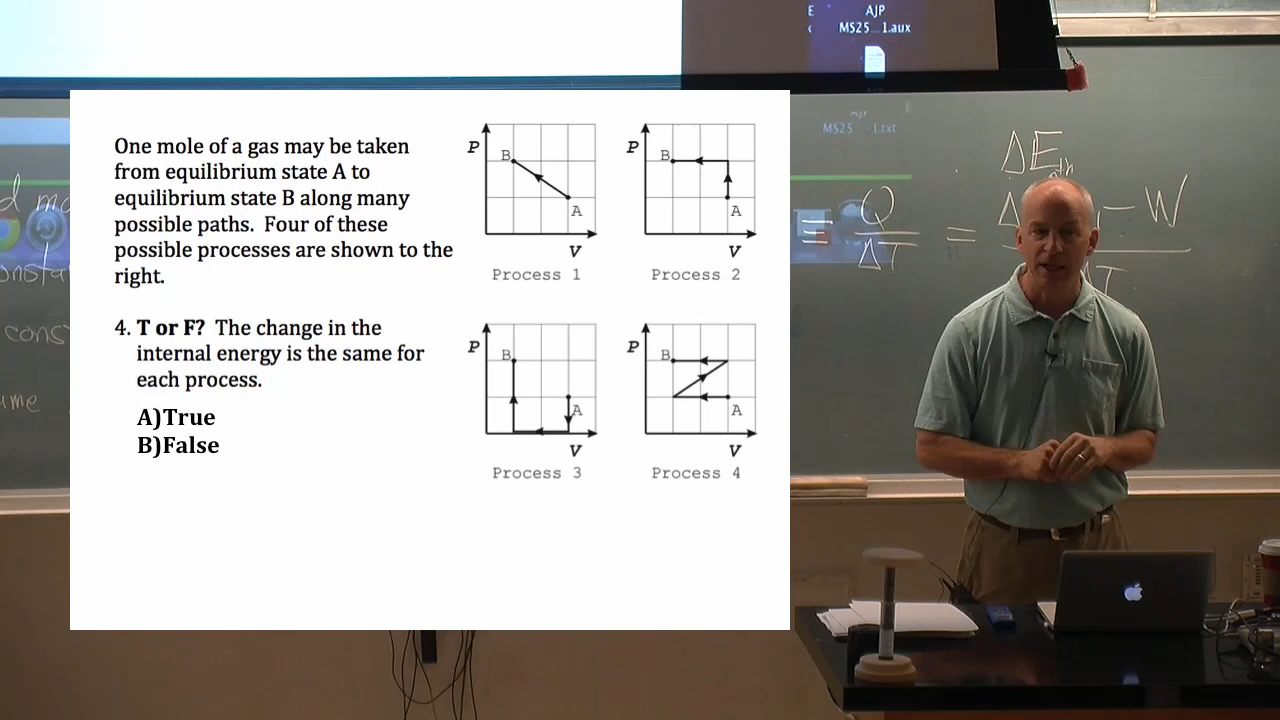 E AJP
MS25...1.aux
MS25 -1.txt
One mole of a gas may be taken
from equilibrium state A to
equilibrium state B along many
possible paths. Four of these
possible processes are shown to the
right.
4. T or F? The change in the
internal energy is the same for
each process.
A)True
B)False
P
B
A
V
Process 1
P
B
A
V
Process 2
P
B
A
V
Process 3
P
B
A
V
Process 4
ΔE
= Q = Δ - W
ΔT
cons